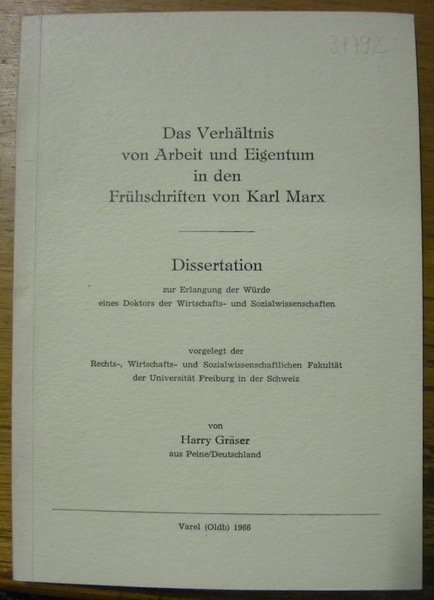 31792
Das Verhältnis
von Arbeit und Eigentum
in den
Frühschriften von Karl Marx
Dissertation
zur Erlangung der Würde
eines Doktors der Wirtschafts- und Sozialwissenschaften
vorgelegt der
Rechts-, Wirtschafts- und Sozialwissenschaftlichen Fakultät
der Universität Freiburg in der Schweiz
von
Harry Gräser
aus Peine/Deutschland
Varel (Oldb) 1966